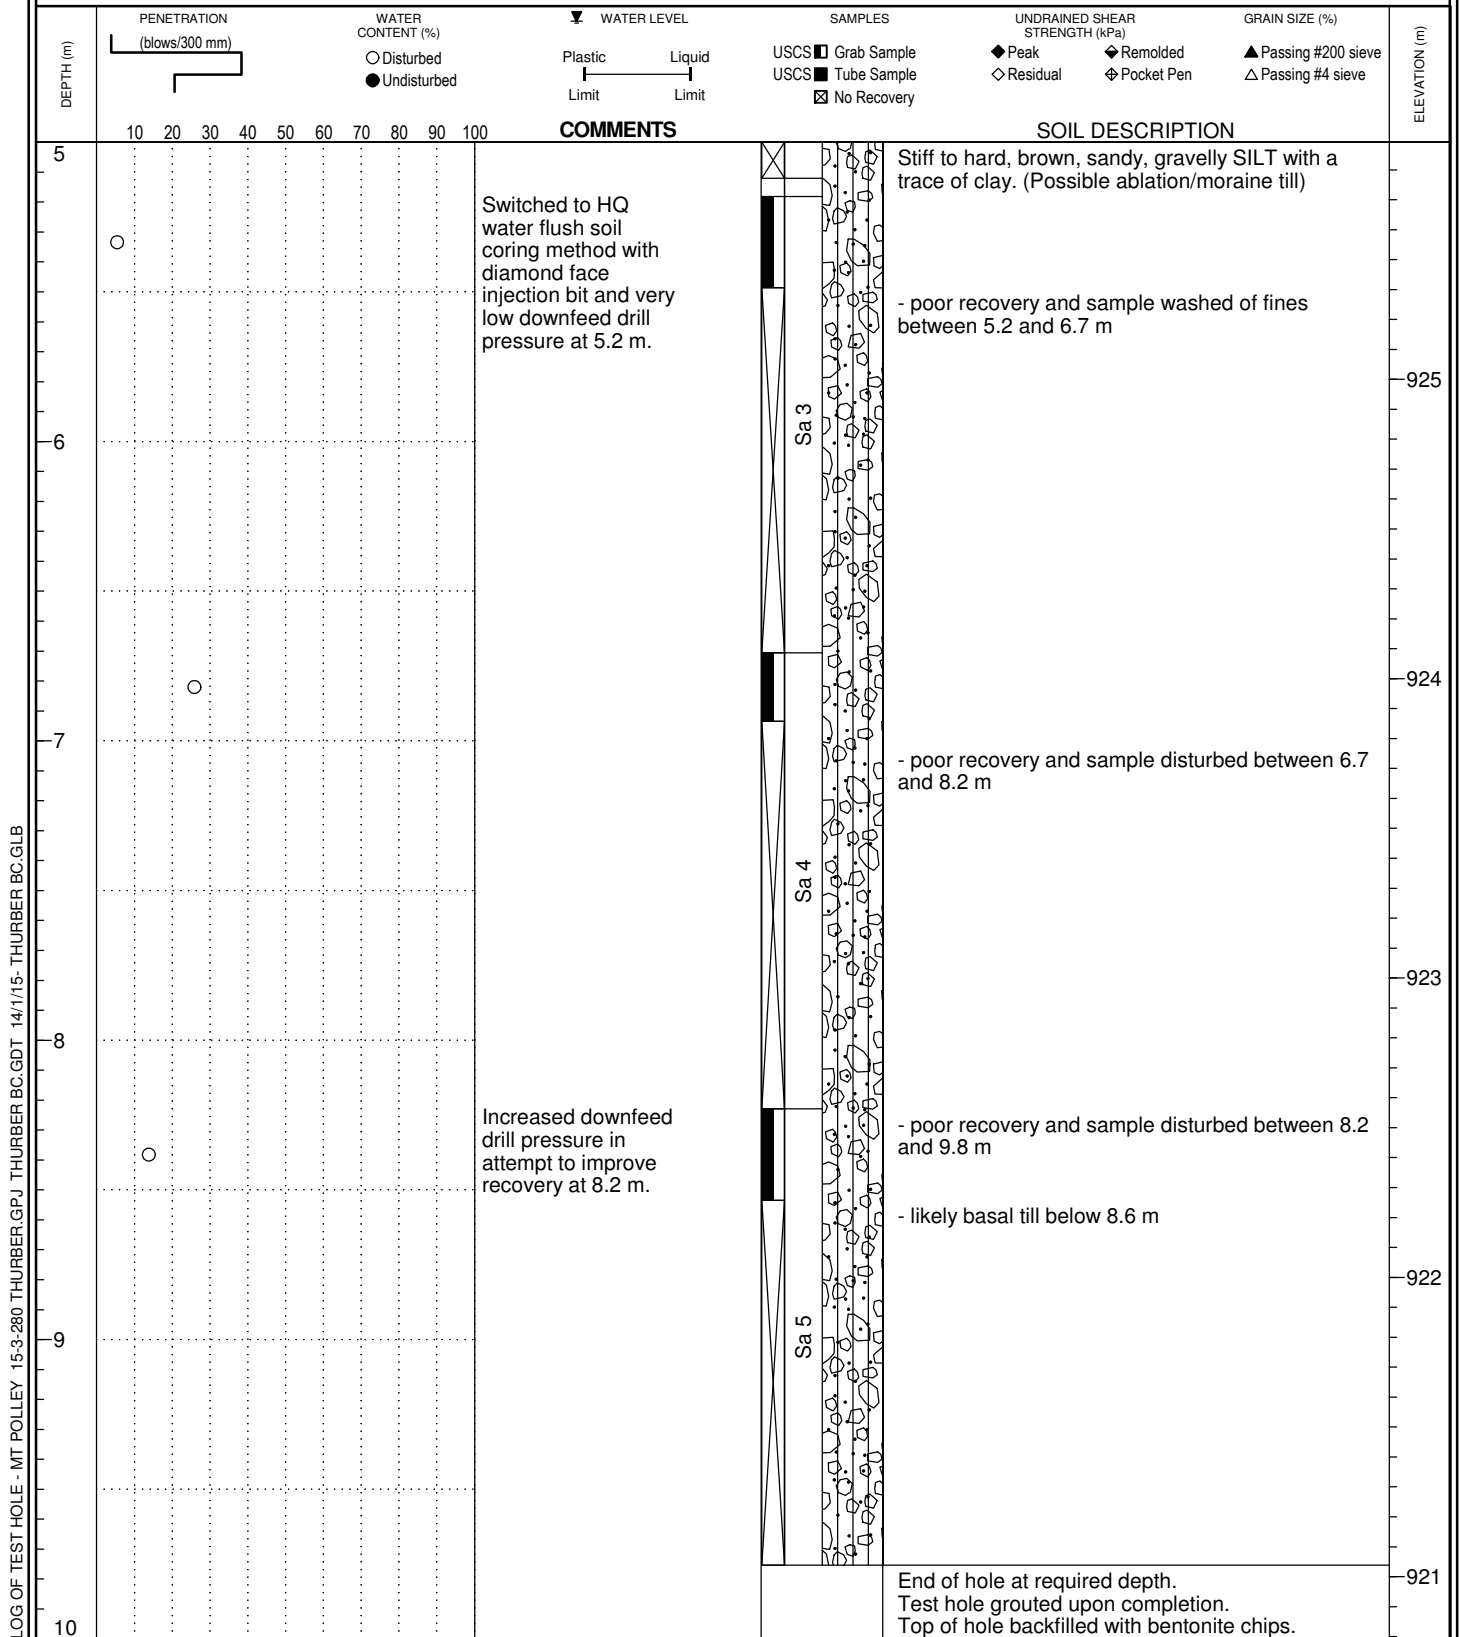 DEPTH (m)
PENETRATION
(blows/300 mm)
WATER
CONTENT (%)
Disturbed
Undisturbed
WATER LEVEL
Plastic Liquid
Limit Limit
SAMPLES
USCS Grab Sample
USCS Tube Sample
No Recovery
UNDRAINED SHEAR
STRENGTH (kPa)
Peak Remolded
Residual Pocket Pen
GRAIN SIZE (%)
Passing #200 sieve
Passing #4 sieve
ELEVATION (m)
10 20 30 40 50 60 70 80 90 100
COMMENTS
SOIL DESCRIPTION
5
Stiff to hard, brown, sandy, gravelly SILT with a
trace of clay. (Possible ablation/moraine till)
Switched to HQ
water flush soil
coring method with
diamond face
injection bit and very
low downfeed drill
pressure at 5.2 m.
- poor recovery and sample washed of fines
between 5.2 and 6.7 m
925
Sa 3
6
924
7
- poor recovery and sample disturbed between 6.7
and 8.2 m
Sa 4
923
8
Increased downfeed
drill pressure in
attempt to improve
recovery at 8.2 m.
- poor recovery and sample disturbed between 8.2
and 9.8 m
- likely basal till below 8.6 m
922
Sa 5
9
921
End of hole at required depth.
Test hole grouted upon completion.
Top of hole backfilled with bentonite chips.
10
LOG OF TEST HOLE - MT POLLEY 15-3-280 THURBER.GPJ THURBER BC.GDT 14/1/15- THURBER BC.GLB